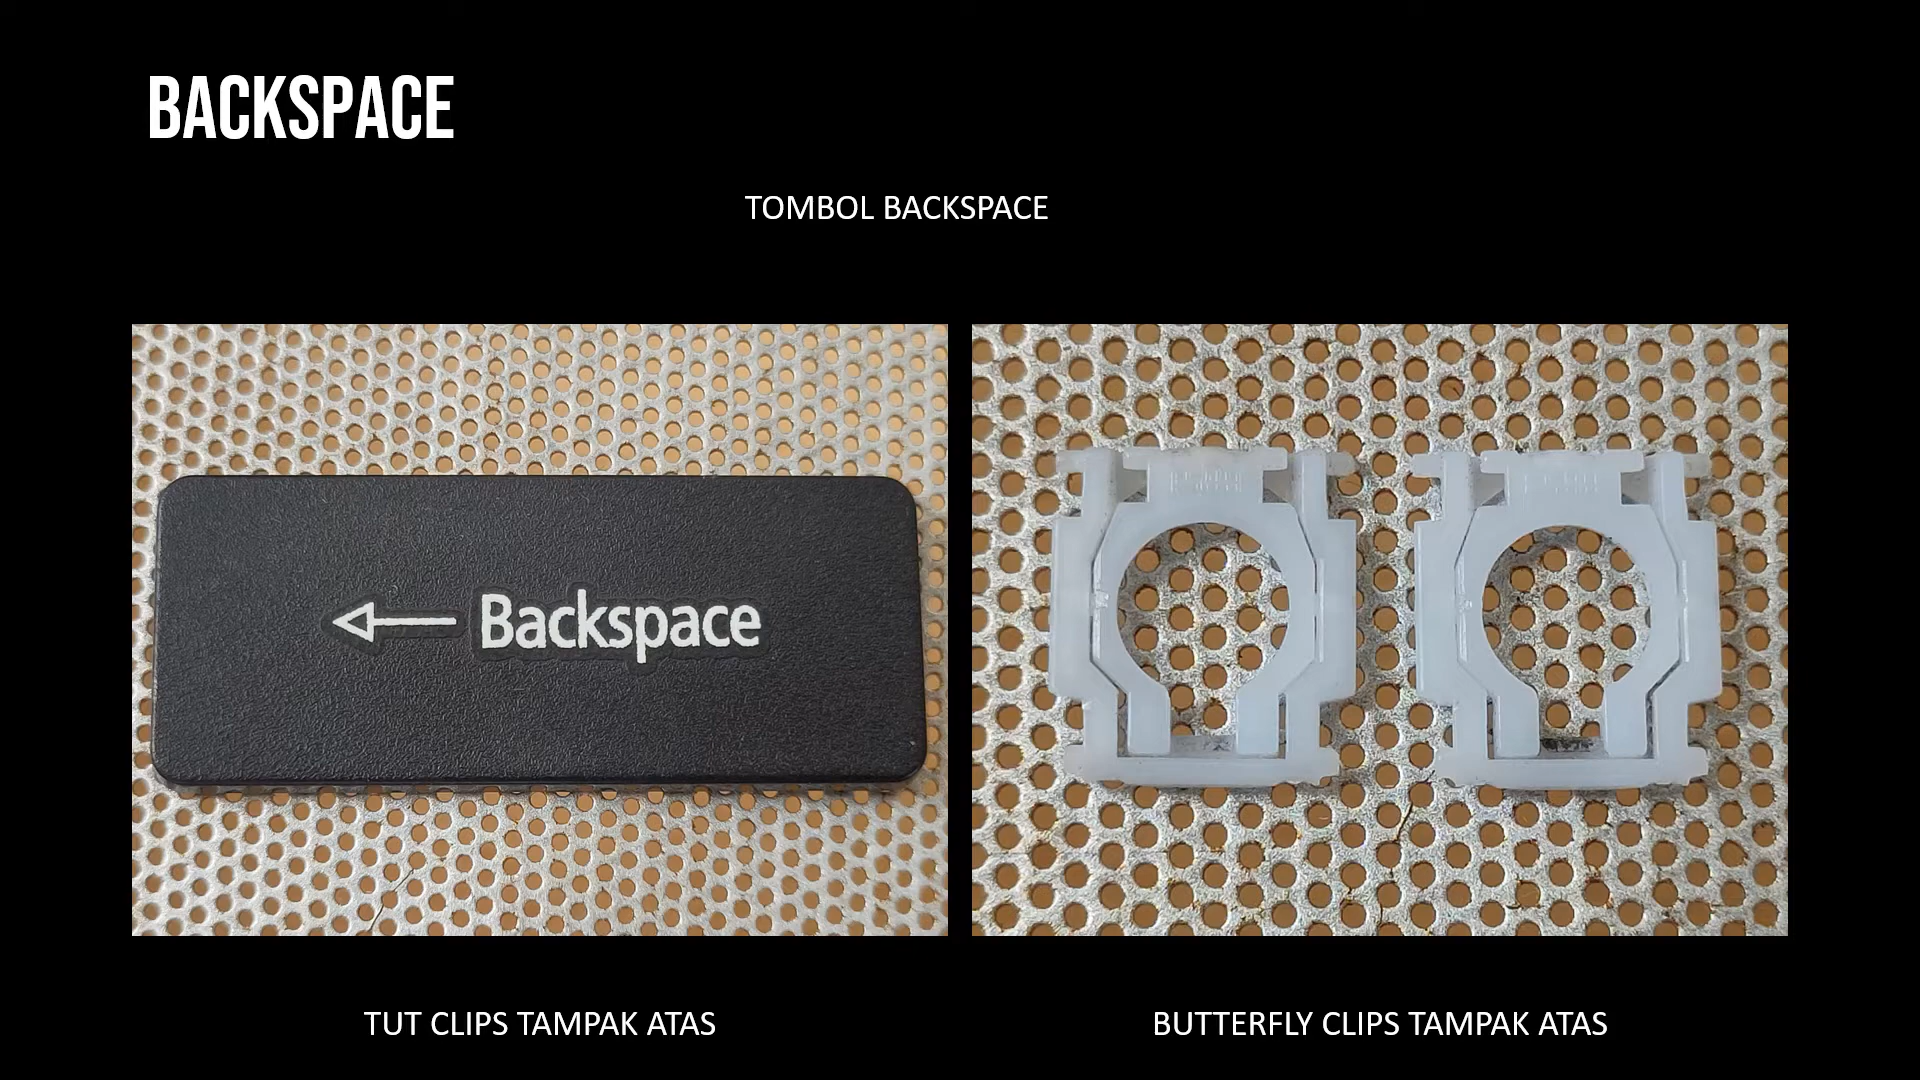 BACKSPACE
TOMBOL BACKSPACE
Backspace
TUT CLIPS TAMPAK ATAS
BUTTERFLY CLIPS TAMPAK ATAS